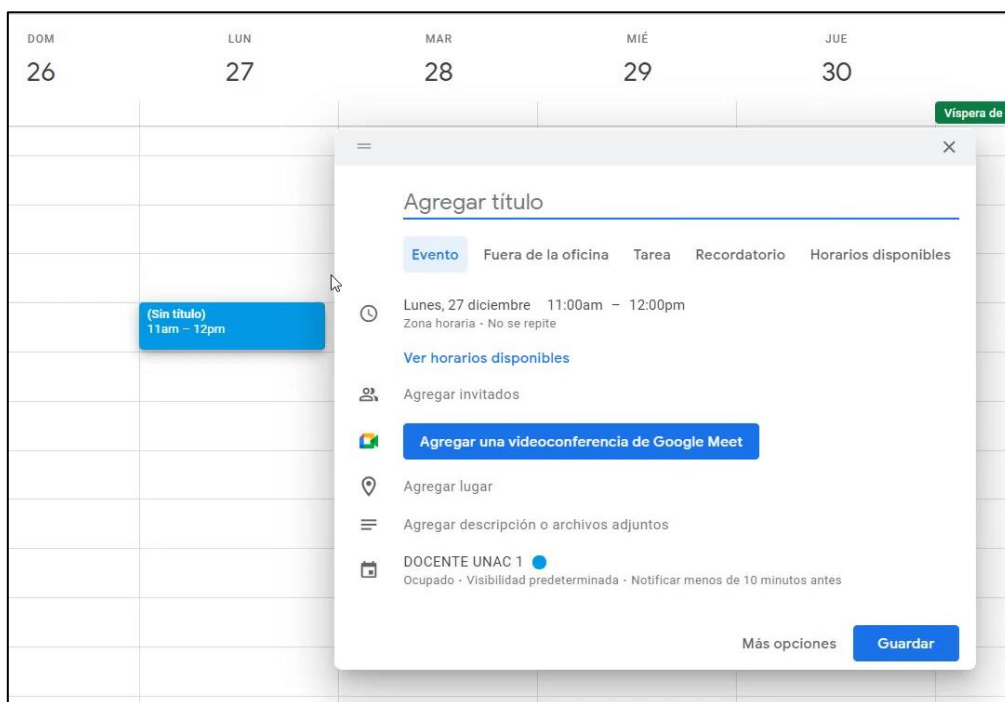 DOM LUN MAR MIÉ JUE
26 27 28 29 30
Víspera de
Agregar título
Evento Fuera de la oficina Tarea Recordatorio Horarios disponibles
(Sin título)
11am – 12pm
Lunes, 27 diciembre 11:00am – 12:00pm
Zona horaria · No se repite
Ver horarios disponibles
Agregar invitados
Agregar una videoconferencia de Google Meet
Agregar lugar
Agregar descripción o archivos adjuntos
DOCENTE UNAC 1
Ocupado · Visibilidad predeterminada · Notificar menos de 10 minutos antes
Más opciones Guardar